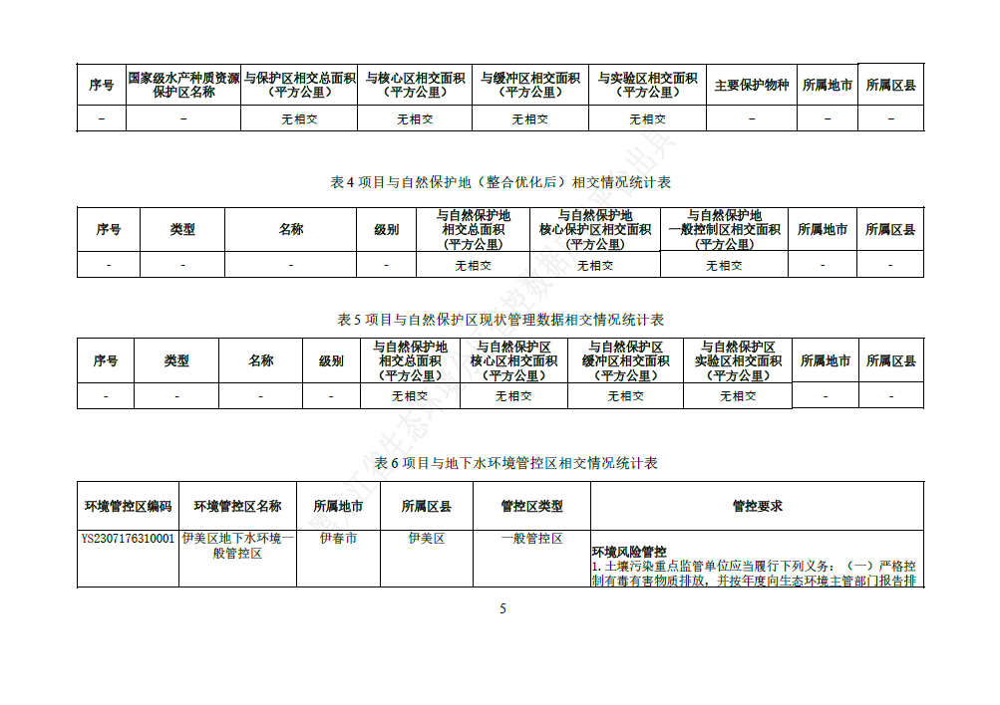 序号 国家级水产种质资源保护区名称 与保护区相交总面积（平方公里） 与核心区相交面积（平方公里） 与缓冲区相交面积（平方公里） 与实验区相交面积（平方公里） 主要保护物种 所属地市 所属区县
- - 无相交 无相交 无相交 无相交 - - -
表 4 项目与自然保护地（整合优化后）相交情况统计表
序号 类型 名称 级别 与自然保护地相交总面积(平方公里) 与自然保护地核心保护区相交面积(平方公里) 与自然保护地一般控制区相交面积(平方公里) 所属地市 所属区县
- - - - 无相交 无相交 无相交 - -
表 5 项目与自然保护区现状管理数据相交情况统计表
序号 类型 名称 级别 与自然保护地相交总面积（平方公里） 与自然保护区核心区相交面积（平方公里） 与自然保护区缓冲区相交面积（平方公里） 与自然保护区实验区相交面积（平方公里） 所属地市 所属区县
- - - - 无相交 无相交 无相交 无相交 - -
表 6 项目与地下水环境管控区相交情况统计表
环境管控区编码 环境管控区名称 所属地市 所属区县 管控区类型 管控要求
YS2307176310001 伊美区地下水环境一般管控区 伊春市 伊美区 一般管控区
环境风险管控
1.土壤污染重点监管单位应当履行下列义务：（一）严格控
制有毒有害物质排放，并按年度向生态环境主管部门报告排
5